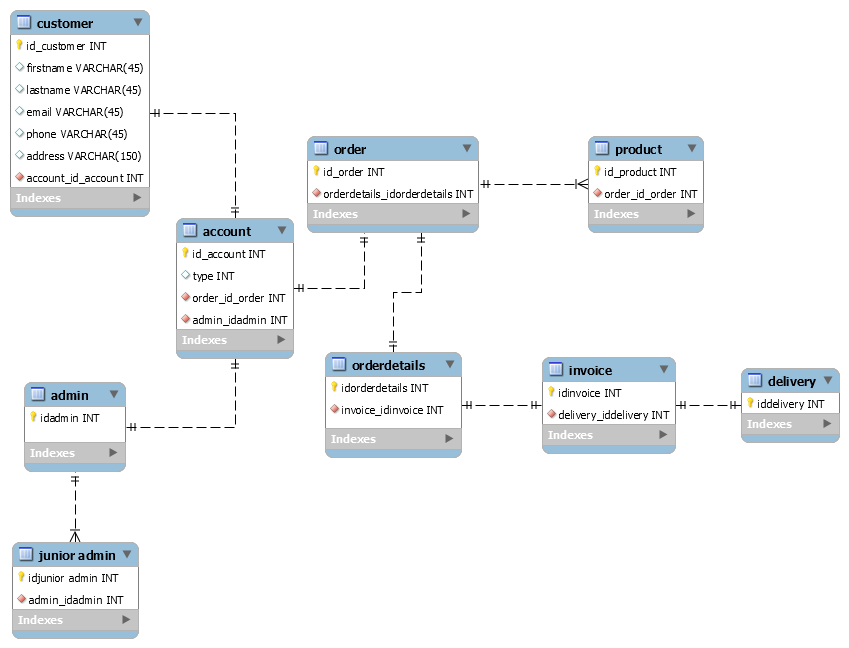 customer
id_customer INT
firstname VARCHAR(45)
lastname VARCHAR(45)
email VARCHAR(45)
phone VARCHAR(45)
address VARCHAR(150)
account_id_account INT
Indexes
order
id_order INT
orderdetails_idorderdetails INT
Indexes
product
id_product INT
order_id_order INT
Indexes
account
id_account INT
type INT
order_id_order INT
admin_idadmin INT
Indexes
orderdetails
idorderdetails INT
invoice_idinvoice INT
Indexes
invoice
idinvoice INT
delivery_iddelivery INT
Indexes
delivery
iddelivery INT
Indexes
admin
idadmin INT
Indexes
junior admin
idjunior admin INT
admin_idadmin INT
Indexes